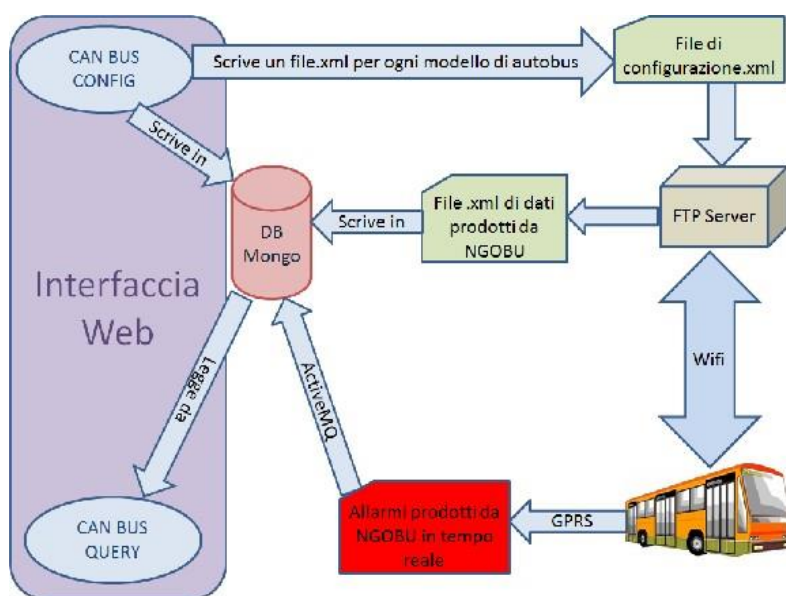 CAN BUS
CONFIG
Scrive un file.xml per ogni modello di autobus
File di
configurazione.xml
Scrive in
DB
Mongo
Scrive in
File .xml di dati
prodotti da
NGOBU
FTP Server
Interfaccia
Web
Wifi
Legge da
ActiveMQ
CAN BUS
QUERY
Allarmi prodotti da
NGOBU in tempo
reale
GPRS